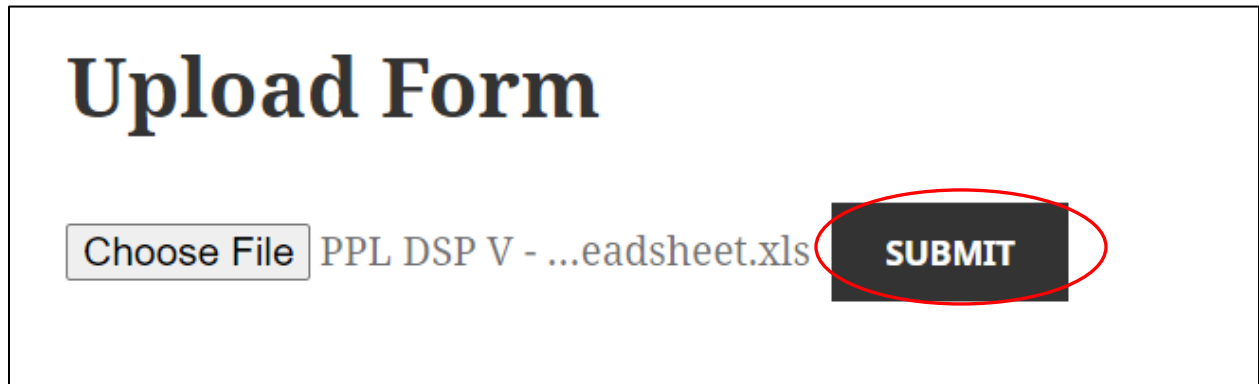 Upload Form
Choose File PPL DSP V - ...eadsheet.xls SUBMIT